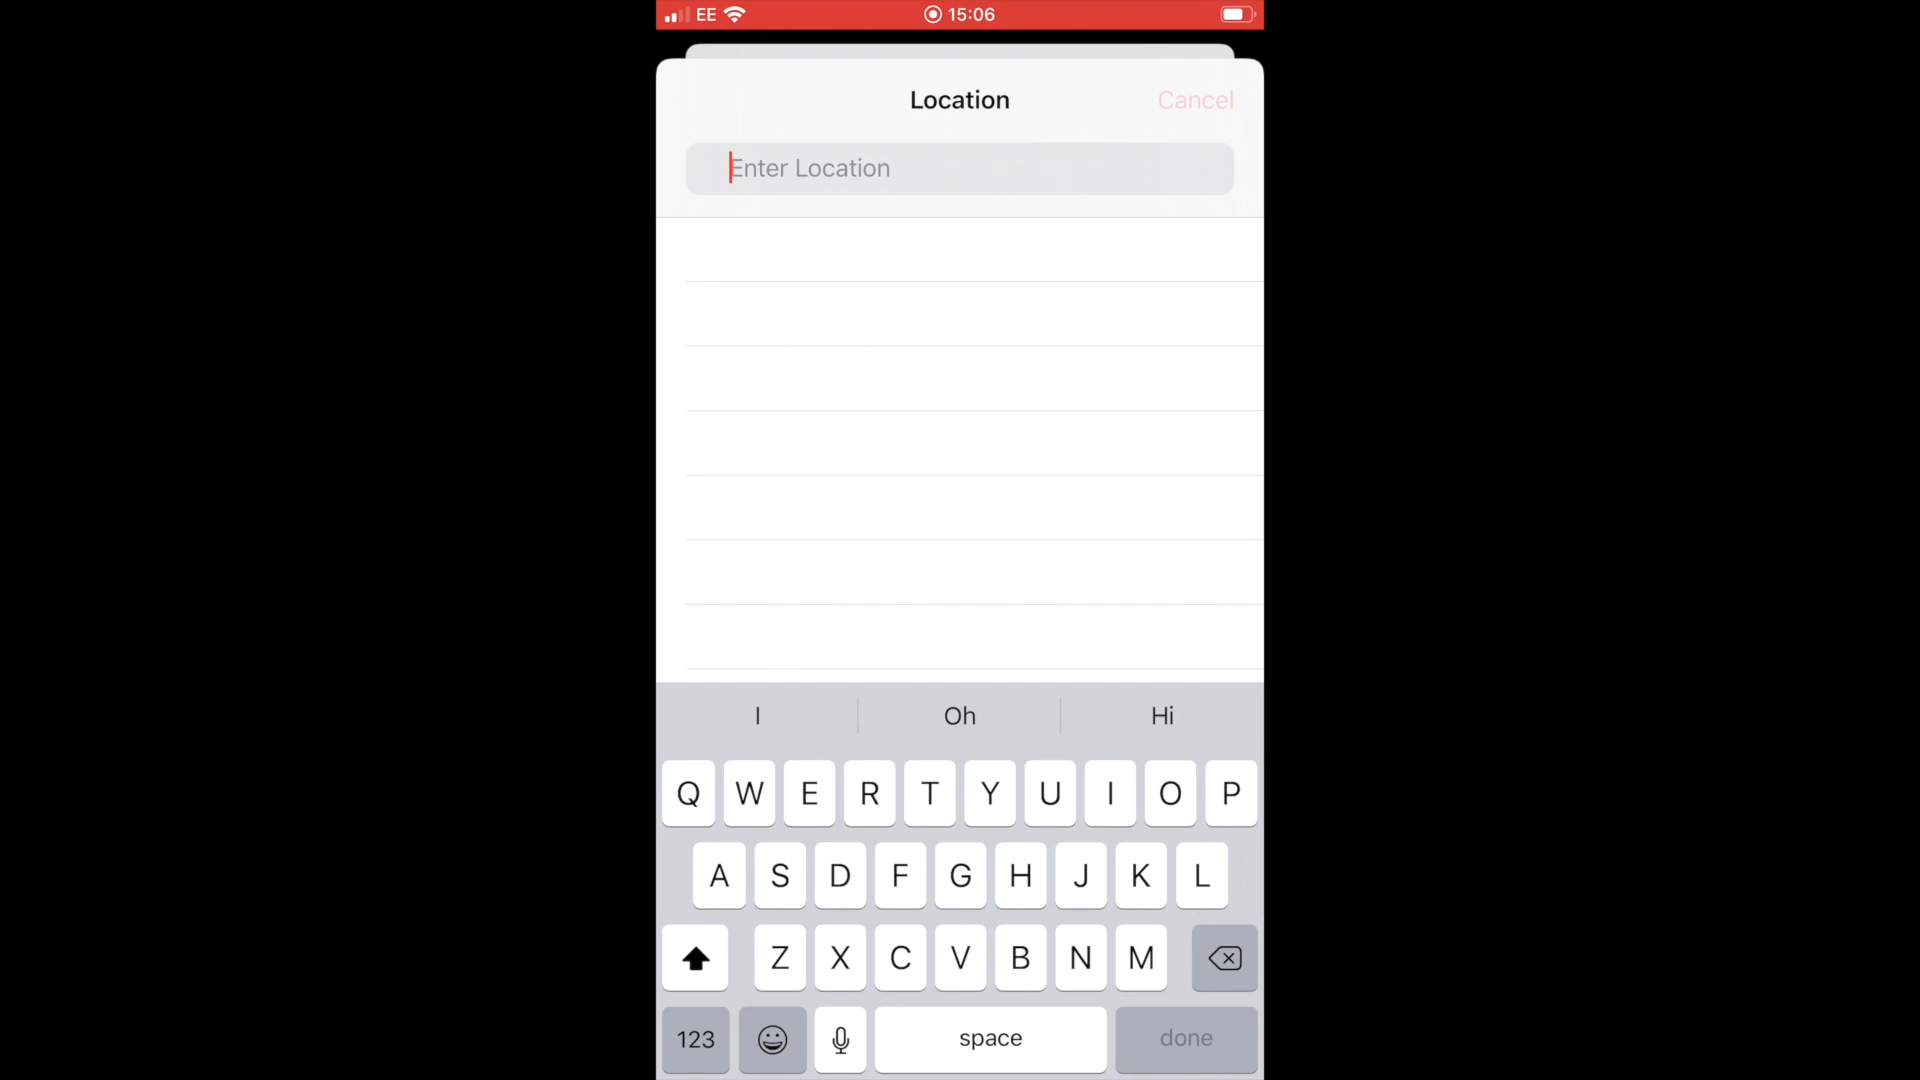 EE 15:06
Location Cancel
Enter Location
I Oh Hi
Q W E R T Y U I O P
A S D F G H J K L
Z X C V B N M
123 space done